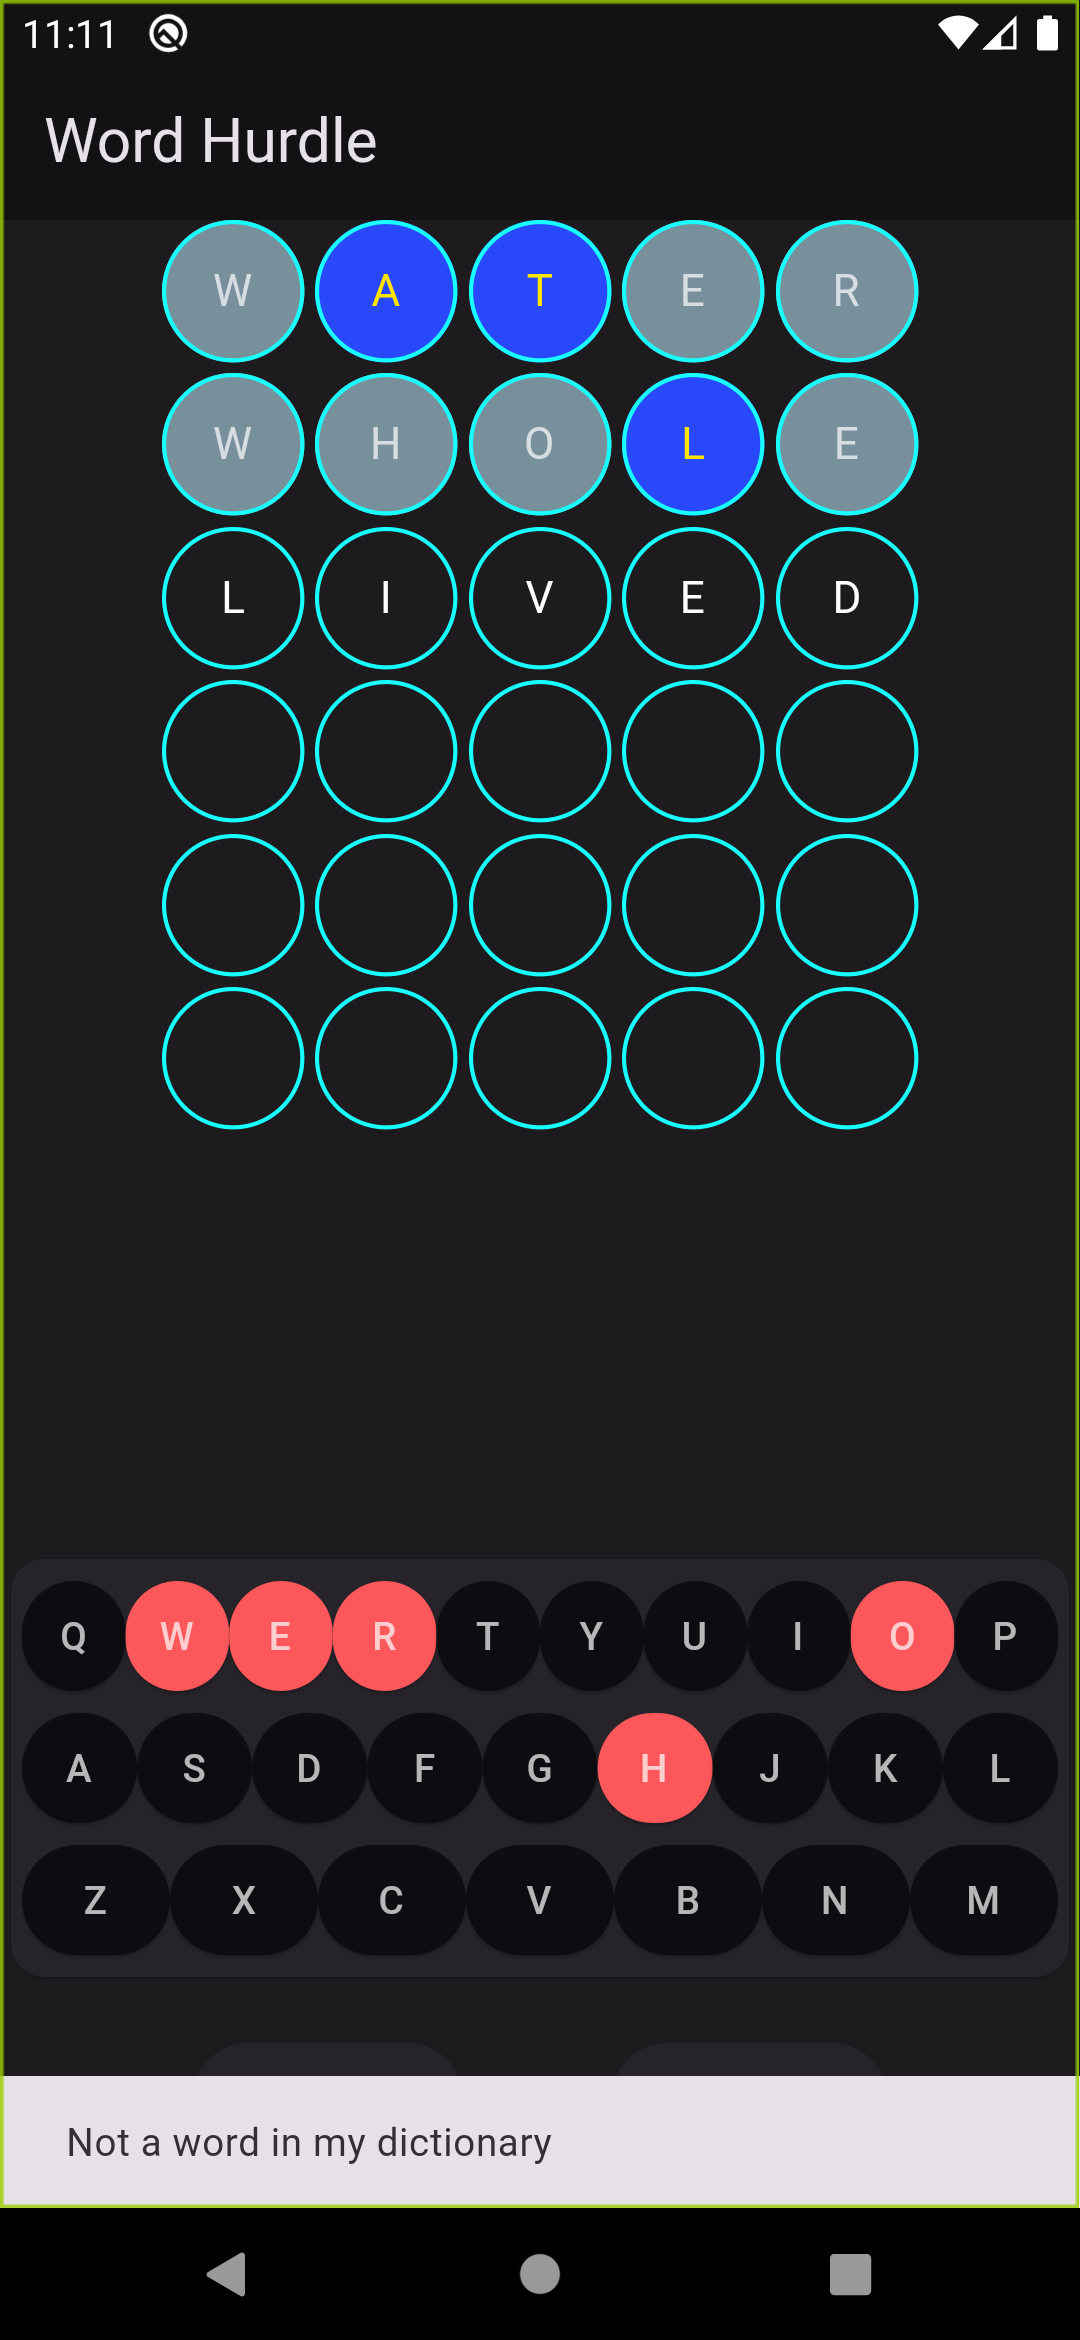 11:11
Word Hurdle
W A T E R
W H O L E
L I V E D
Q W E R T Y U I O P
A S D F G H J K L
Z X C V B N M
Not a word in my dictionary